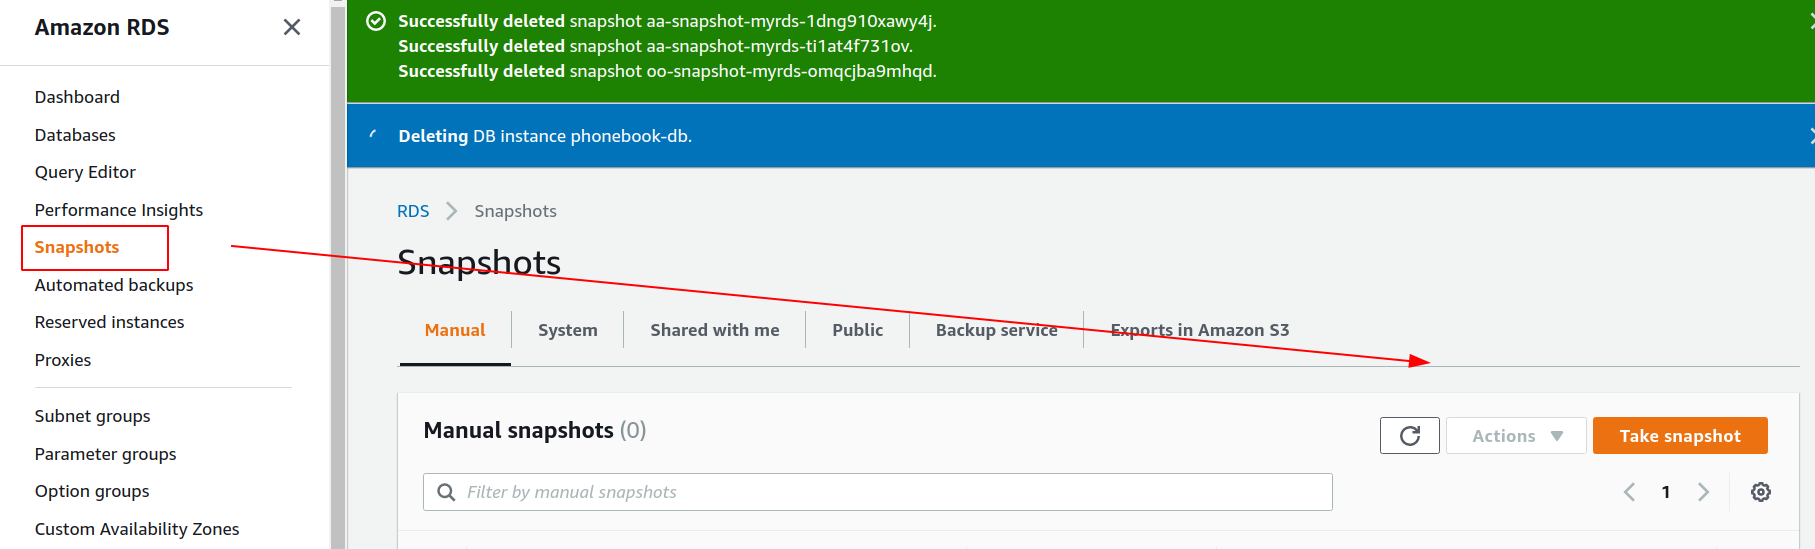 Amazon RDS
Dashboard
Databases
Query Editor
Performance Insights
Snapshots
Automated backups
Reserved instances
Proxies
Subnet groups
Parameter groups
Option groups
Custom Availability Zones
Successfully deleted snapshot aa-snapshot-myrds-1dng910xawy4j.
Successfully deleted snapshot aa-snapshot-myrds-ti1at4f731ov.
Successfully deleted snapshot oo-snapshot-myrds-omqcjba9mhqd.
Deleting DB instance phonebook-db.
RDS > Snapshots
Snapshots
Manual System Shared with me Public Backup service Exports in Amazon S3
Manual snapshots (0) Actions Take snapshot
Filter by manual snapshots 1